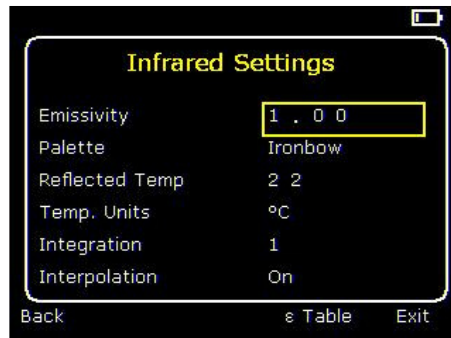 Infrared Settings
Emissivity 1 . 0 0
Palette Ironbow
Reflected Temp 2 2
Temp. Units °C
Integration 1
Interpolation On
Back ε Table Exit